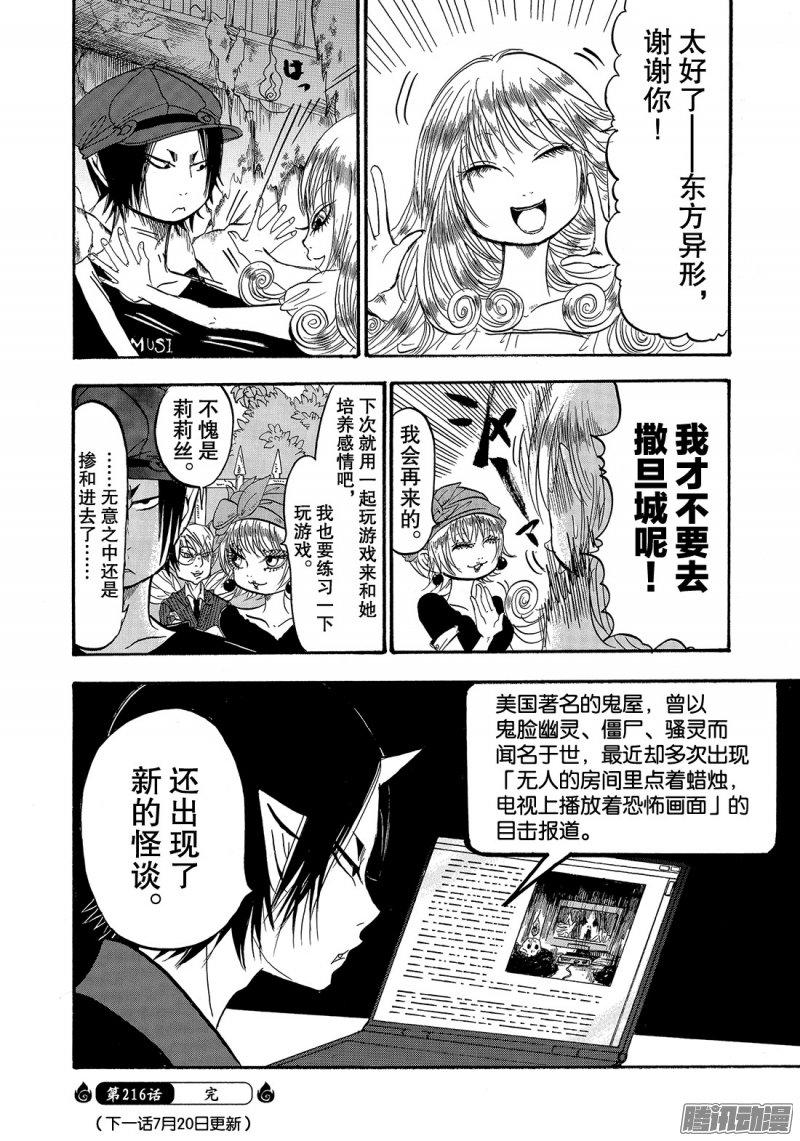 太好了——东方异形，
谢谢你！
はっ
MUSI
我才不要去
撒旦城呢！
我会再来的。
下次就用一起玩游戏来和她
培养感情吧，
我也要练习一下
玩游戏。
不愧是
莉莉丝。
……无意之中还是
掺和进去了……
美国著名的鬼屋，曾以
鬼脸幽灵、僵尸、骚灵而
闻名于世，最近却多次出现
「无人的房间里点着蜡烛，
电视上播放着恐怖画面」的
目击报道。
还出现了
新的怪谈。
第216话 完
（下一话7月20日更新）
腾讯动漫